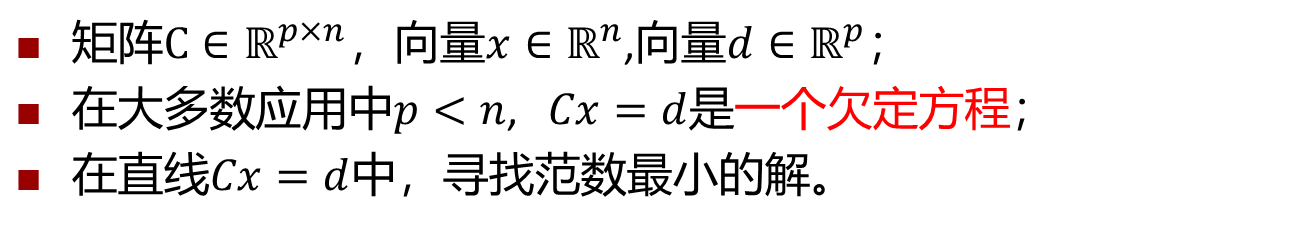 ■ 矩阵C ∈ ℝ^{p×n}，向量x ∈ ℝ^n,向量d ∈ ℝ^p；
■ 在大多数应用中p < n，Cx = d是一个欠定方程；
■ 在直线Cx = d中，寻找范数最小的解。